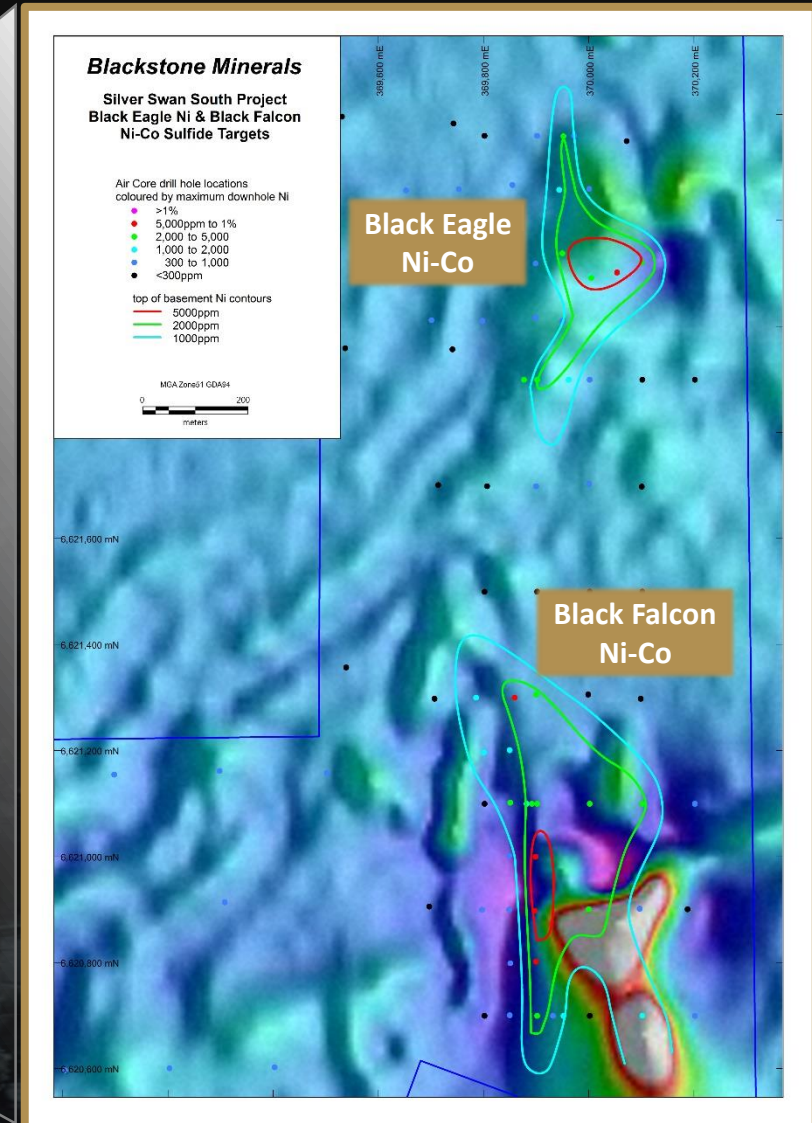 Blackstone Minerals
Silver Swan South Project
Black Eagle Ni & Black Falcon
Ni-Co Sulfide Targets
Air Core drill hole locations
coloured by maximum downhole Ni
>1%
5,000ppm to 1%
2,000 to 5,000
1,000 to 2,000
300 to 1,000
<300ppm
top of basement Ni contours
5000ppm
2000ppm
1000ppm
MGA Zone51 GDA94
0 200
meters
369,600 mE
369,800 mE
370,000 mE
370,200 mE
Black Eagle
Ni-Co
6,621,600 mN
Black Falcon
Ni-Co
6,621,400 mN
6,621,200 mN
6,621,000 mN
6,620,800 mN
6,620,600 mN